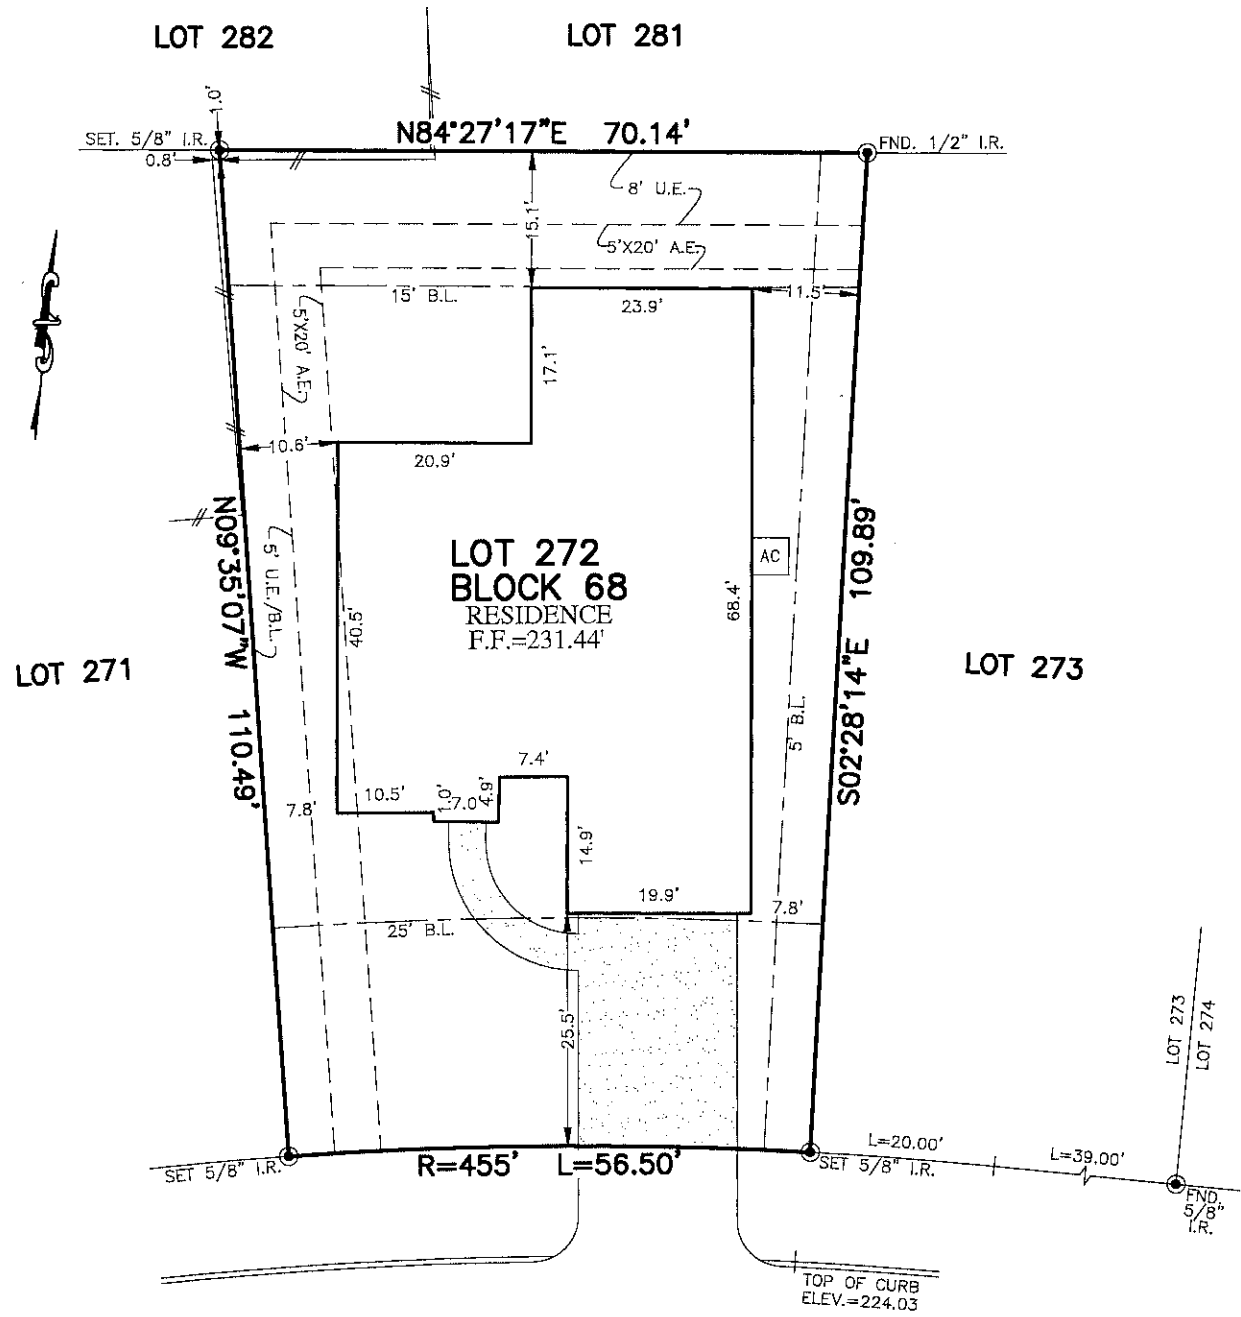 LOT 282
LOT 281
1.0'
SET. 5/8" I.R.
N84°27'17"E 70.14'
FND. 1/2" I.R.
0.8'
8' U.E.
15.1'
5'X20' A.E.
15' B.L.
23.9'
11.5'
5'X20' A.E.
17.1'
10.6'
20.9'
N09°35'07"W 110.49'
S02°28'14"E 109.89'
5' U.E./B.L.
LOT 272
BLOCK 68
RESIDENCE
F.F.=231.44'
AC
40.5'
68.4'
LOT 271
LOT 273
5' B.L.
7.4'
7.8'
10.5'
1.0'
7.0'
4.9'
14.9'
19.9'
7.8'
25' B.L.
25.5'
LOT 273
LOT 274
SET 5/8" I.R.
R=455' L=56.50'
SET 5/8" I.R.
L=20.00'
L=39.00'
FND.
5/8"
I.R.
TOP OF CURB
ELEV.=224.03